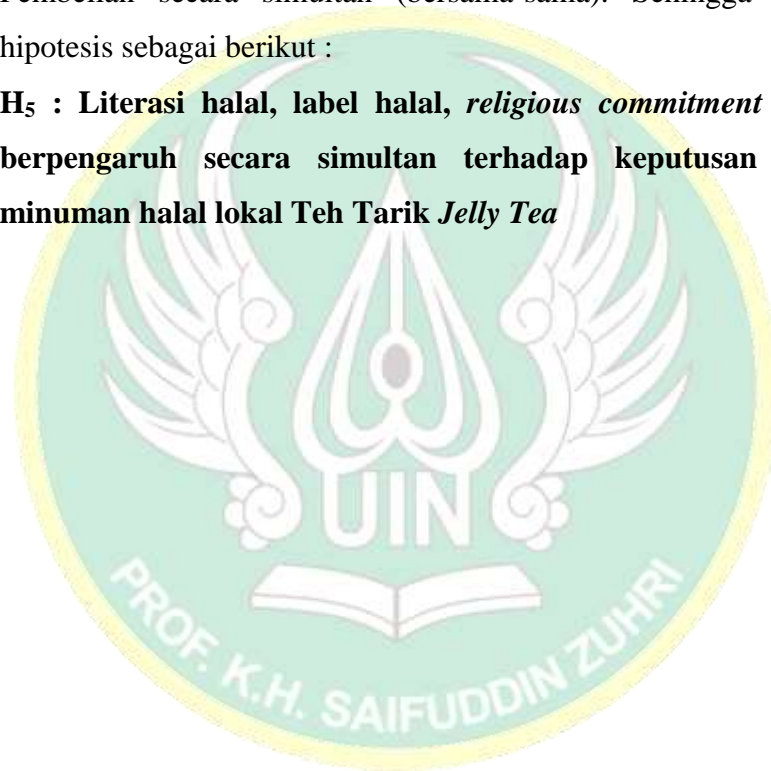 hipotesis sebagai berikut :
H₅ : Literasi halal, label halal, religious commitment
berpengaruh secara simultan terhadap keputusan
minuman halal lokal Teh Tarik Jelly Tea
UIN
PROF. K.H. SAIFUDDIN ZUHRI